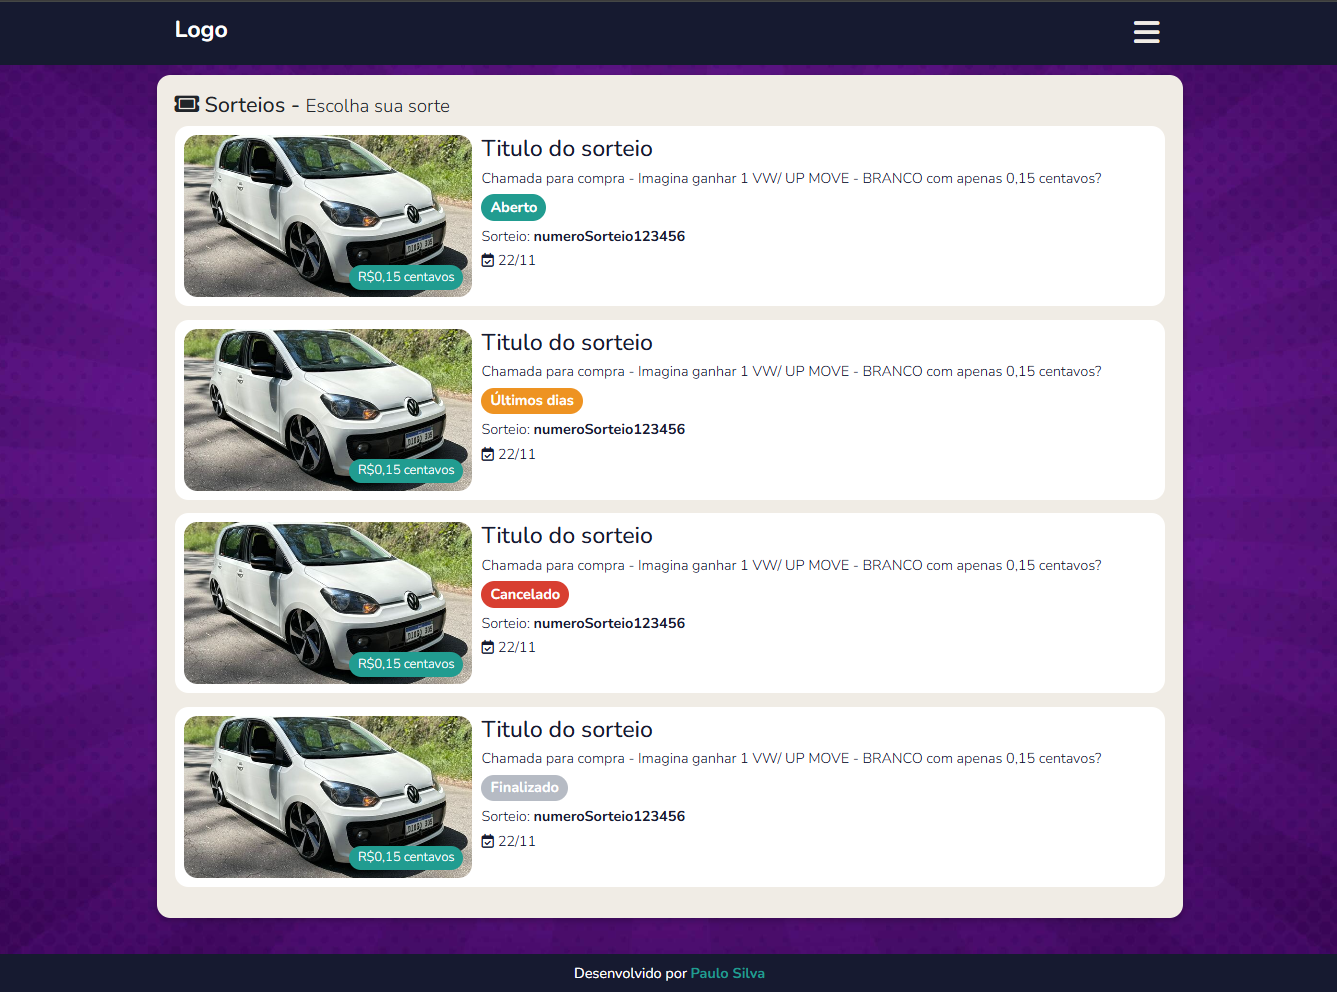 Logo
Sorteios - Escolha sua sorte
Titulo do sorteio
Chamada para compra - Imagina ganhar 1 VW/ UP MOVE - BRANCO com apenas 0,15 centavos?
Aberto
Sorteio: numeroSorteio123456
22/11
R$0,15 centavos
Titulo do sorteio
Chamada para compra - Imagina ganhar 1 VW/ UP MOVE - BRANCO com apenas 0,15 centavos?
Últimos dias
Sorteio: numeroSorteio123456
22/11
R$0,15 centavos
Titulo do sorteio
Chamada para compra - Imagina ganhar 1 VW/ UP MOVE - BRANCO com apenas 0,15 centavos?
Cancelado
Sorteio: numeroSorteio123456
22/11
R$0,15 centavos
Titulo do sorteio
Chamada para compra - Imagina ganhar 1 VW/ UP MOVE - BRANCO com apenas 0,15 centavos?
Finalizado
Sorteio: numeroSorteio123456
22/11
R$0,15 centavos
Desenvolvido por Paulo Silva